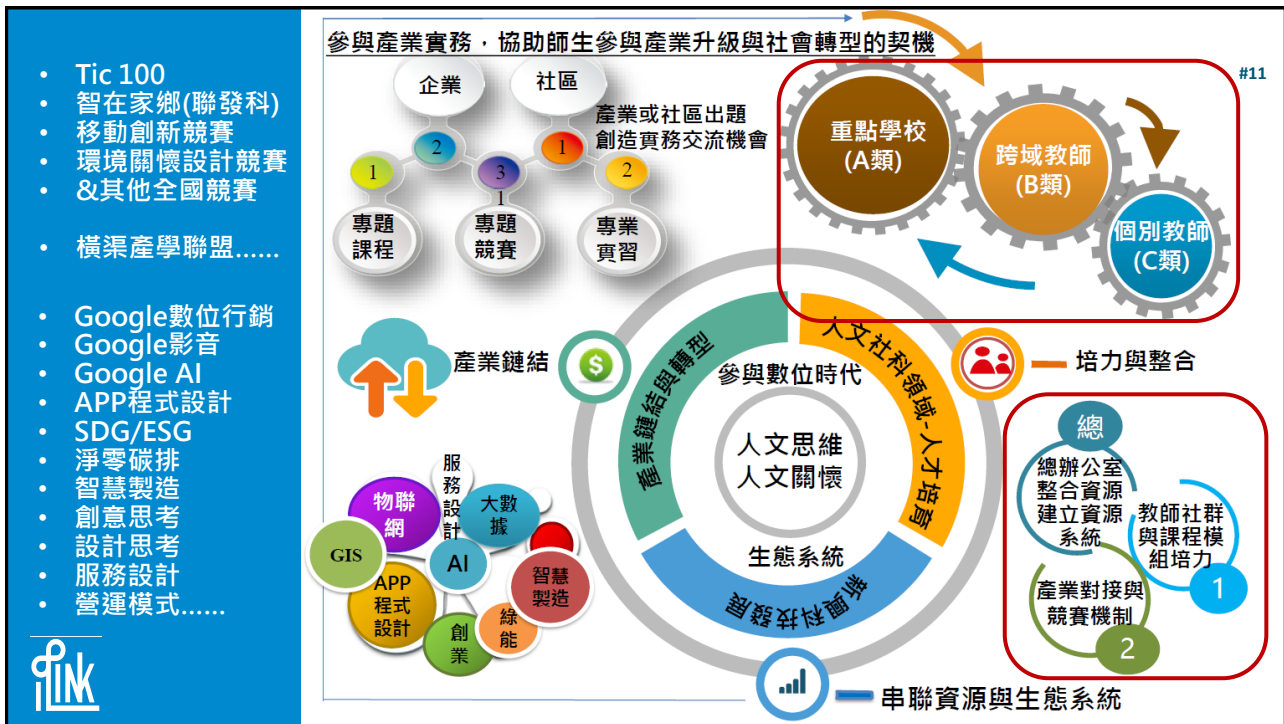 Tic 100
智在家鄉(聯發科)
移動創新競賽
環境關懷設計競賽
&其他全國競賽
橫渠產學聯盟......
Google數位行銷
Google影音
Google AI
APP程式設計
SDG/ESG
淨零碳排
智慧製造
創意思考
設計思考
服務設計
營運模式......
iLINK
參與產業實務，協助師生參與產業升級與社會轉型的契機
#11
企業
社區
產業或社區出題
創造實務交流機會
1
2
3
1
1
2
專題
課程
專題
競賽
專業
實習
重點學校
(A類)
跨域教師
(B類)
個別教師
(C類)
產業鏈結
$
產業鏈結與轉型
人文社科領域-人才培育
新興科技發展
參與數位時代
人文思維
人文關懷
生態系統
培力與整合
總
總辦公室
整合資源
建立資源
系統
教師社群
與課程模
組培力
1
產業對接與
競賽機制
2
服
務
設
計
物聯
網
大數
據
GIS
AI
APP
程式
設計
智慧
製造
綠
能
創
業
串聯資源與生態系統